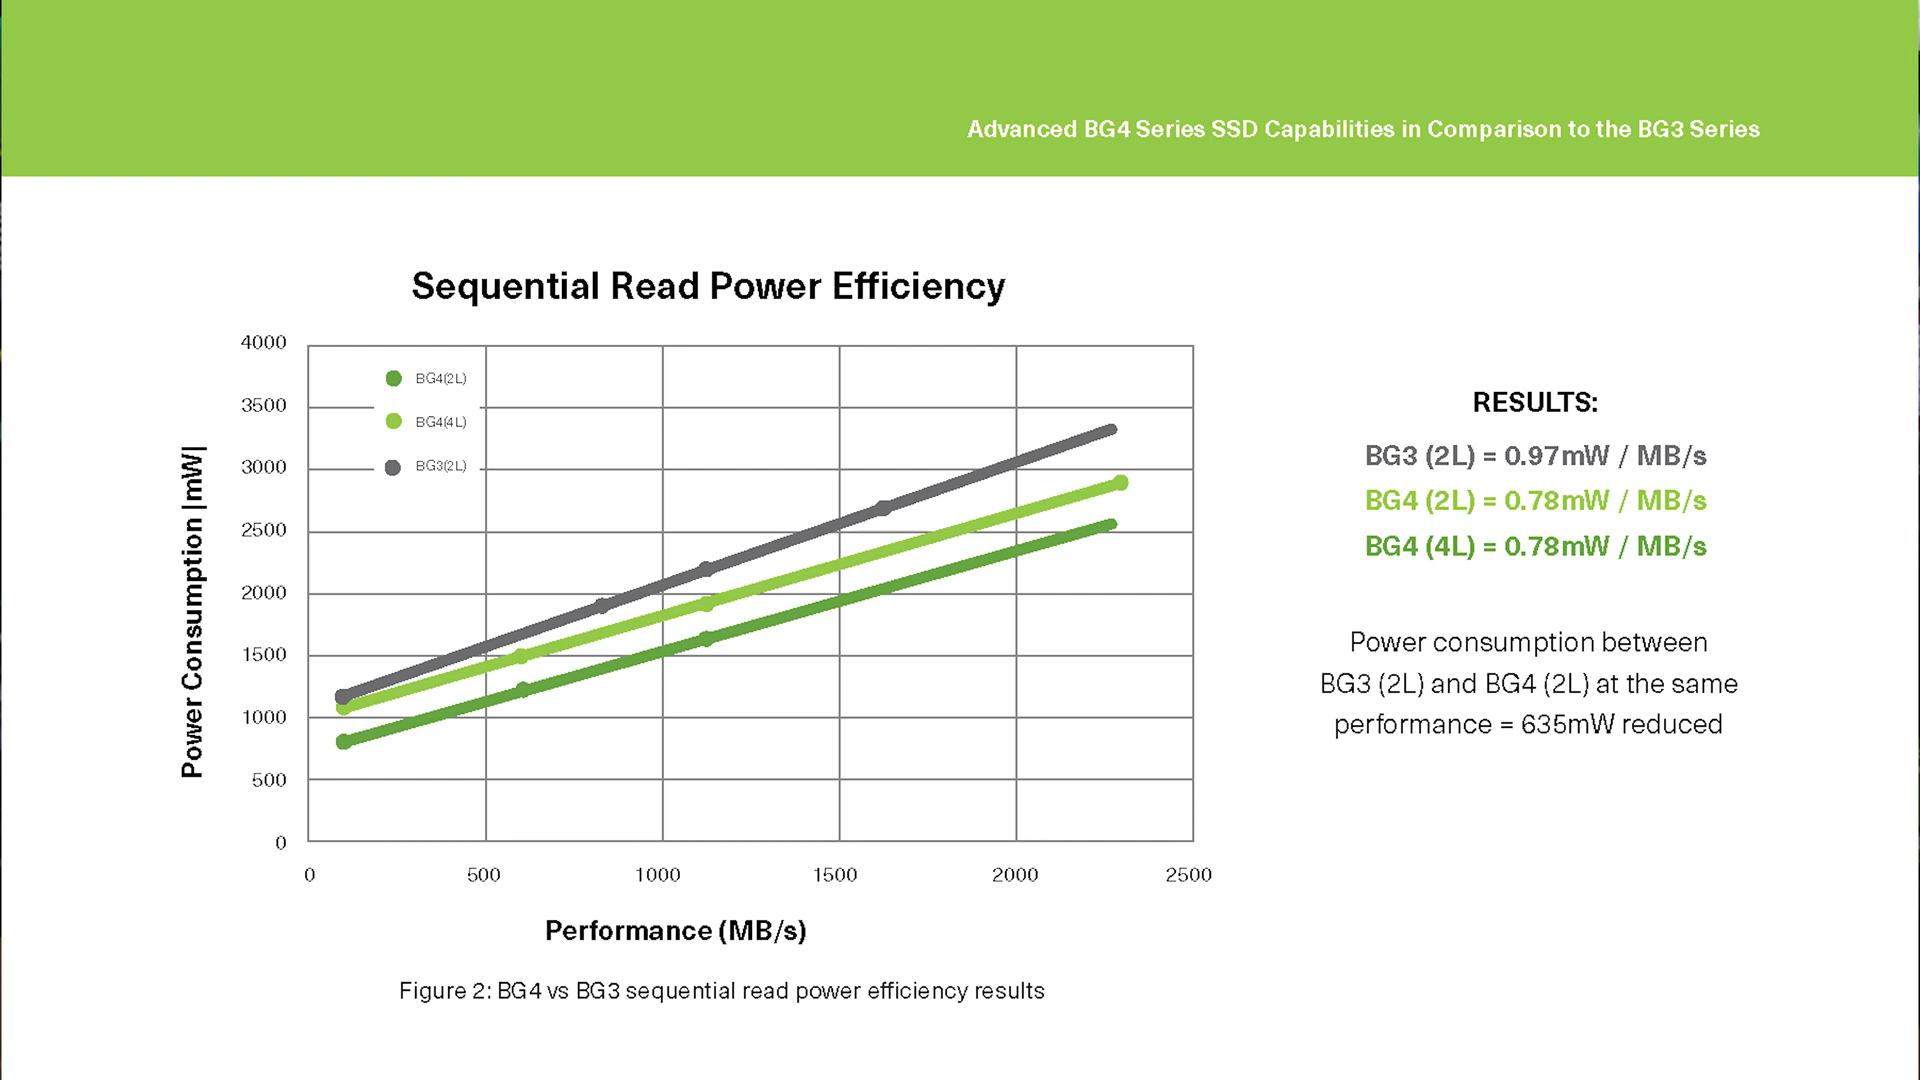 Advanced BG4 Series SSD Capabilities in Comparison to the BG3 Series
Sequential Read Power Efficiency
4000
3500
3000
2500
2000
1500
1000
500
0
Power Consumption |mW|
BG4(2L)
BG4(4L)
BG3(2L)
0
500
1000
1500
2000
2500
Performance (MB/s)
Figure 2: BG4 vs BG3 sequential read power efficiency results
RESULTS:
BG3 (2L) = 0.97mW / MB/s
BG4 (2L) = 0.78mW / MB/s
BG4 (4L) = 0.78mW / MB/s
Power consumption between
BG3 (2L) and BG4 (2L) at the same
performance = 635mW reduced